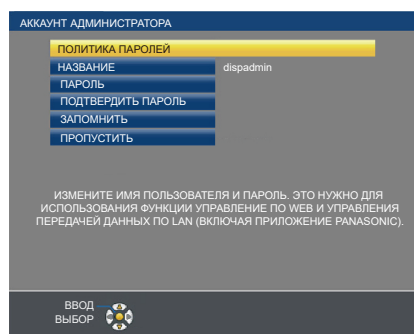 АККАУНТ АДМИНИСТРАТОРА
ПОЛИТИКА ПАРОЛЕЙ
НАЗВАНИЕ dispadmin
ПАРОЛЬ
ПОДТВЕРДИТЬ ПАРОЛЬ
ЗАПОМНИТЬ
ПРОПУСТИТЬ
ИЗМЕНИТЕ ИМЯ ПОЛЬЗОВАТЕЛЯ И ПАРОЛЬ. ЭТО НУЖНО ДЛЯ
ИСПОЛЬЗОВАНИЯ ФУНКЦИИ УПРАВЛЕНИЕ ПО WEB И УПРАВЛЕНИЯ
ПЕРЕДАЧЕЙ ДАННЫХ ПО LAN (ВКЛЮЧАЯ ПРИЛОЖЕНИЕ PANASONIC).
ВВОД
ВЫБОР